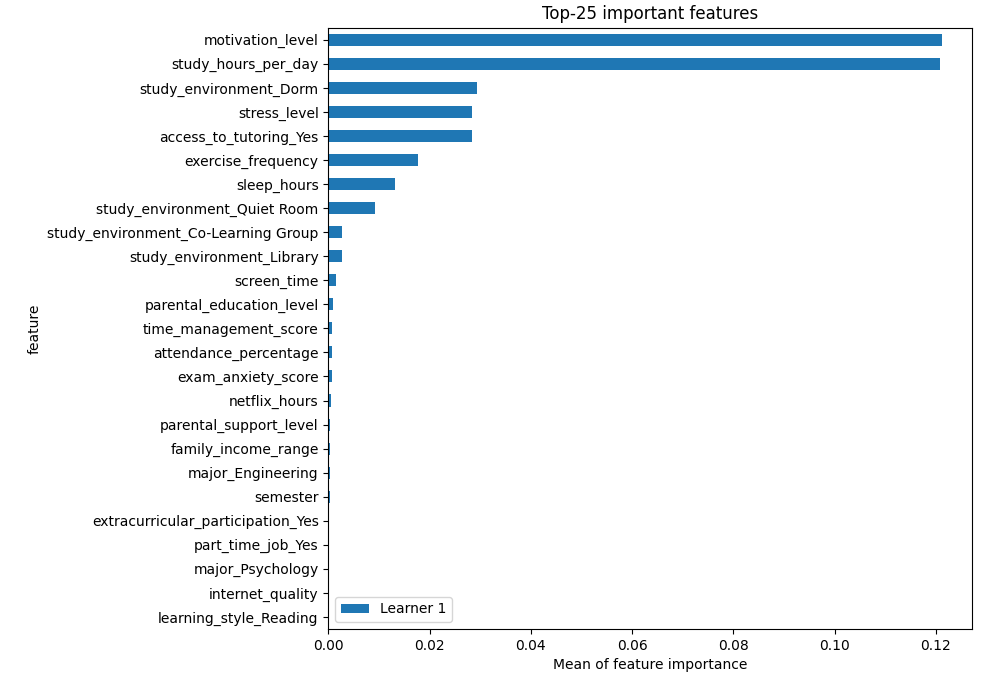 Top-25 important features
motivation_level
study_hours_per_day
study_environment_Dorm
stress_level
access_to_tutoring_Yes
exercise_frequency
sleep_hours
study_environment_Quiet Room
study_environment_Co-Learning Group
study_environment_Library
screen_time
parental_education_level
time_management_score
attendance_percentage
exam_anxiety_score
netflix_hours
parental_support_level
family_income_range
major_Engineering
semester
extracurricular_participation_Yes
part_time_job_Yes
major_Psychology
internet_quality
learning_style_Reading
feature
Learner 1
0.00 0.02 0.04 0.06 0.08 0.10 0.12
Mean of feature importance